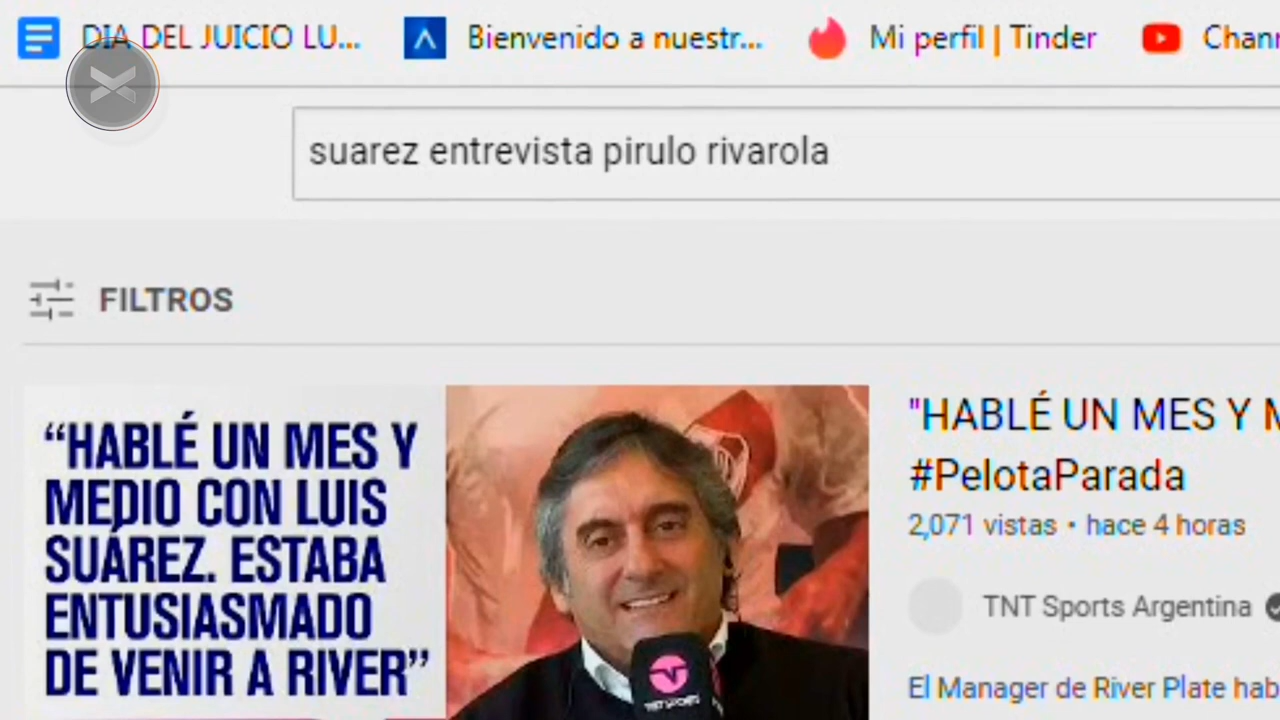 DIA DEL JUICIO LU...
Bienvenido a nuestr...
Mi perfil | Tinder
suarez entrevista pirulo rivarola
FILTROS
“HABLÉ UN MES Y
MEDIO CON LUIS
SUÁREZ. ESTABA
ENTUSIASMADO
DE VENIR A RIVER”
TNT SPORTS
"HABLÉ UN MES Y M
#PelotaParada
2,071 vistas • hace 4 horas
TNT Sports Argentina
El Manager de River Plate hab